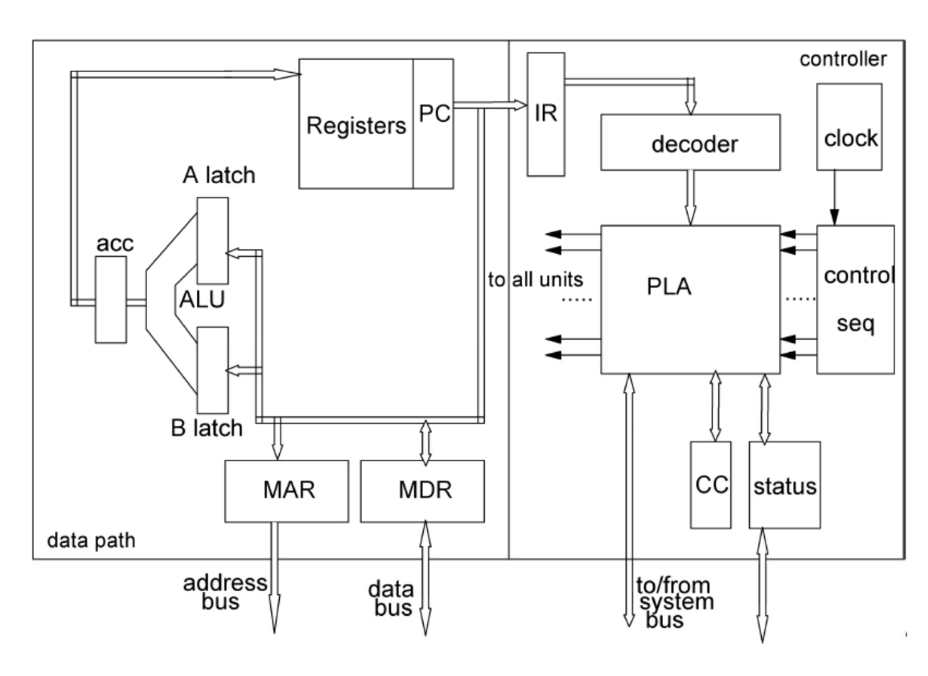 controller
Registers
PC
IR
decoder
clock
A latch
acc
ALU
B latch
to all units
.....
PLA
.....
control
seq
MAR
MDR
CC
status
data path
address
bus
data
bus
to/from
system
bus